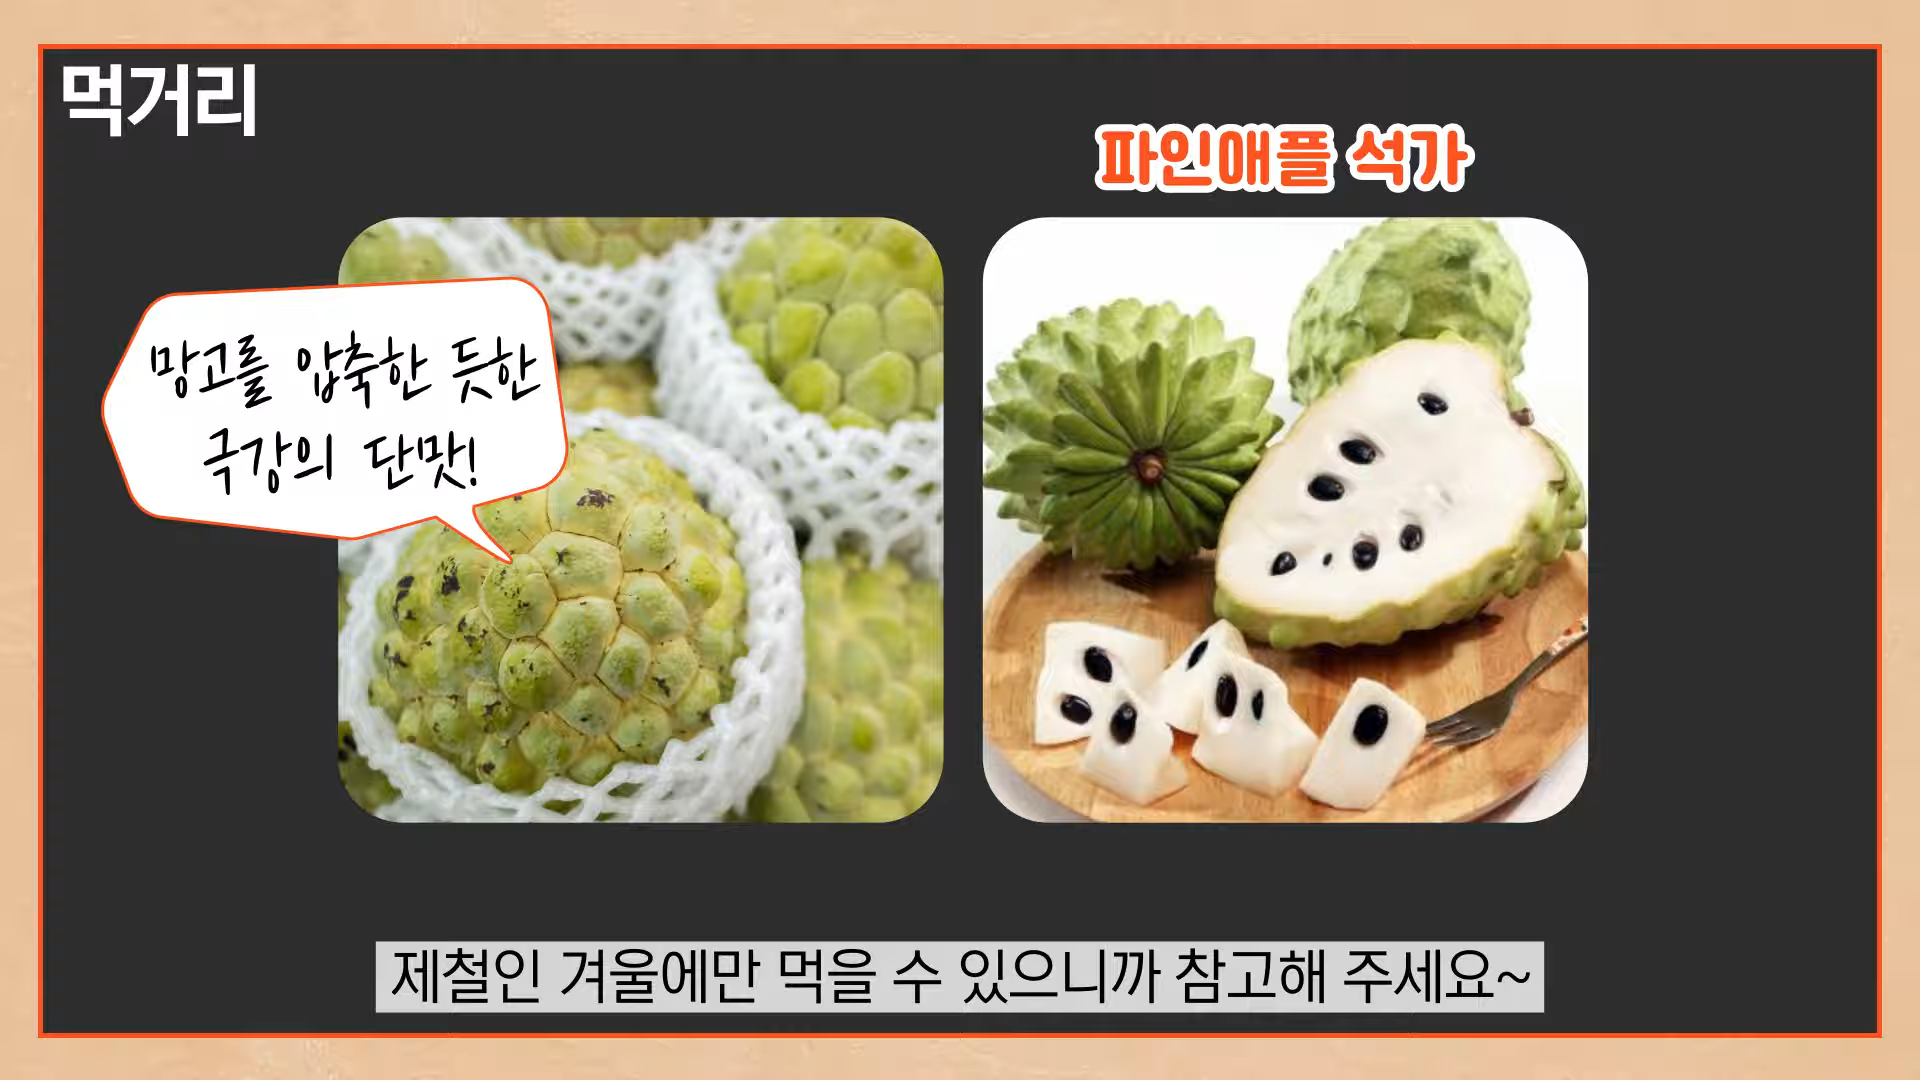 먹거리
파인애플 석가
망고를 압축한 듯한
극강의 단맛!
제철인 겨울에만 먹을 수 있으니까 참고해 주세요~